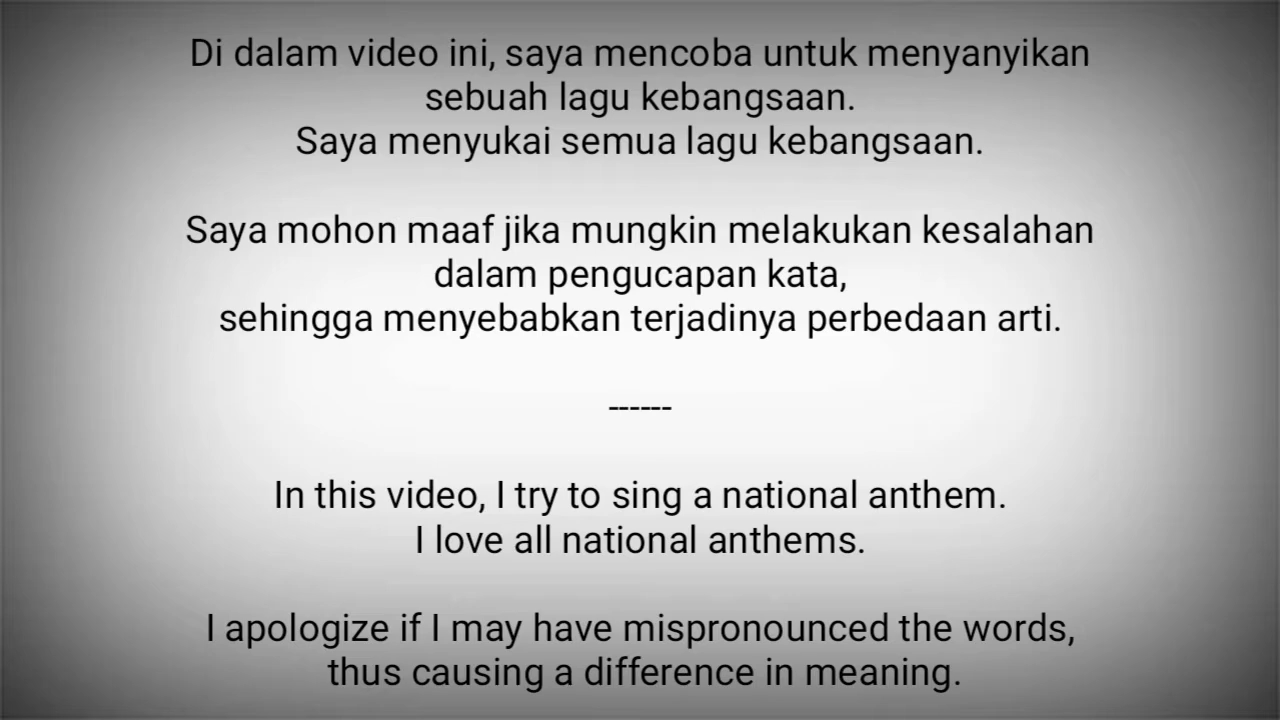 Di dalam video ini, saya mencoba untuk menyanyikan
sebuah lagu kebangsaan.
Saya menyukai semua lagu kebangsaan.
Saya mohon maaf jika mungkin melakukan kesalahan
dalam pengucapan kata,
sehingga menyebabkan terjadinya perbedaan arti.
------
In this video, I try to sing a national anthem.
I love all national anthems.
I apologize if I may have mispronounced the words,
thus causing a difference in meaning.